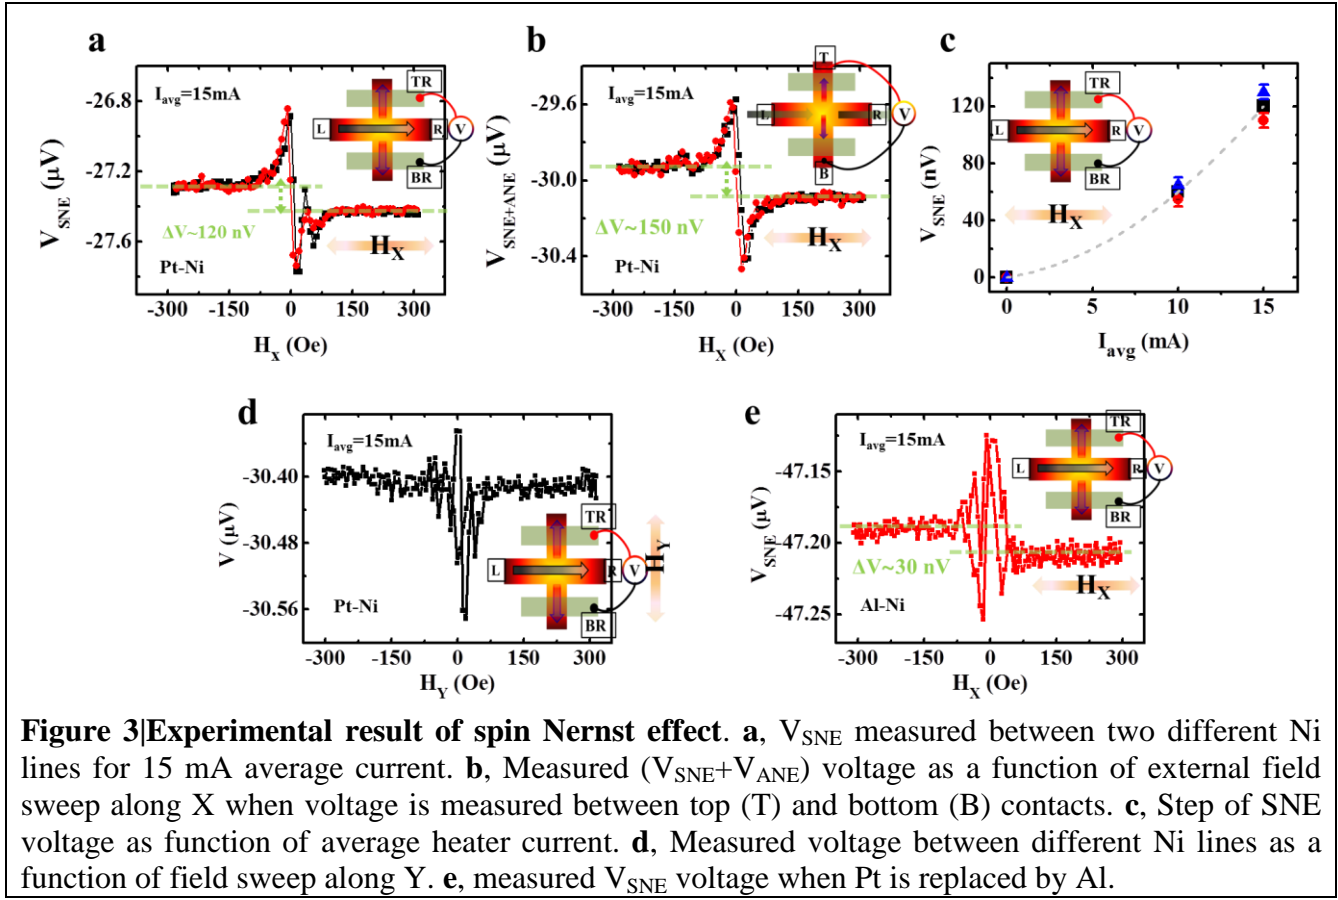 a
I_avg=15mA
-26.8
-27.2
-27.6
V_SNE (µV)
ΔV~120 nV
Pt-Ni
TR
L
R
V
BR
H_X
-300 -150 0 150 300
H_X (Oe)
b
I_avg=15mA
-29.6
-30.0
-30.4
V_SNE+ANE (µV)
ΔV~150 nV
Pt-Ni
T
L
R
V
B
H_X
-300 -150 0 150 300
H_X (Oe)
c
120
80
40
0
V_SNE (nV)
TR
L
R
V
BR
H_X
0 5 10 15
I_avg (mA)
d
I_avg=15mA
-30.40
-30.48
-30.56
V (µV)
Pt-Ni
TR
L
R
V
BR
H_Y
-300 -150 0 150 300
H_Y (Oe)
e
I_avg=15mA
-47.15
-47.20
-47.25
V_SNE (µV)
ΔV~30 nV
Al-Ni
TR
L
R
V
BR
H_X
-300 -150 0 150 300
H_X (Oe)
Figure 3|Experimental result of spin Nernst effect. a, V_SNE measured between two different Ni
lines for 15 mA average current. b, Measured (V_SNE+V_ANE) voltage as a function of external field
sweep along X when voltage is measured between top (T) and bottom (B) contacts. c, Step of SNE
voltage as function of average heater current. d, Measured voltage between different Ni lines as a
function of field sweep along Y. e, measured V_SNE voltage when Pt is replaced by Al.